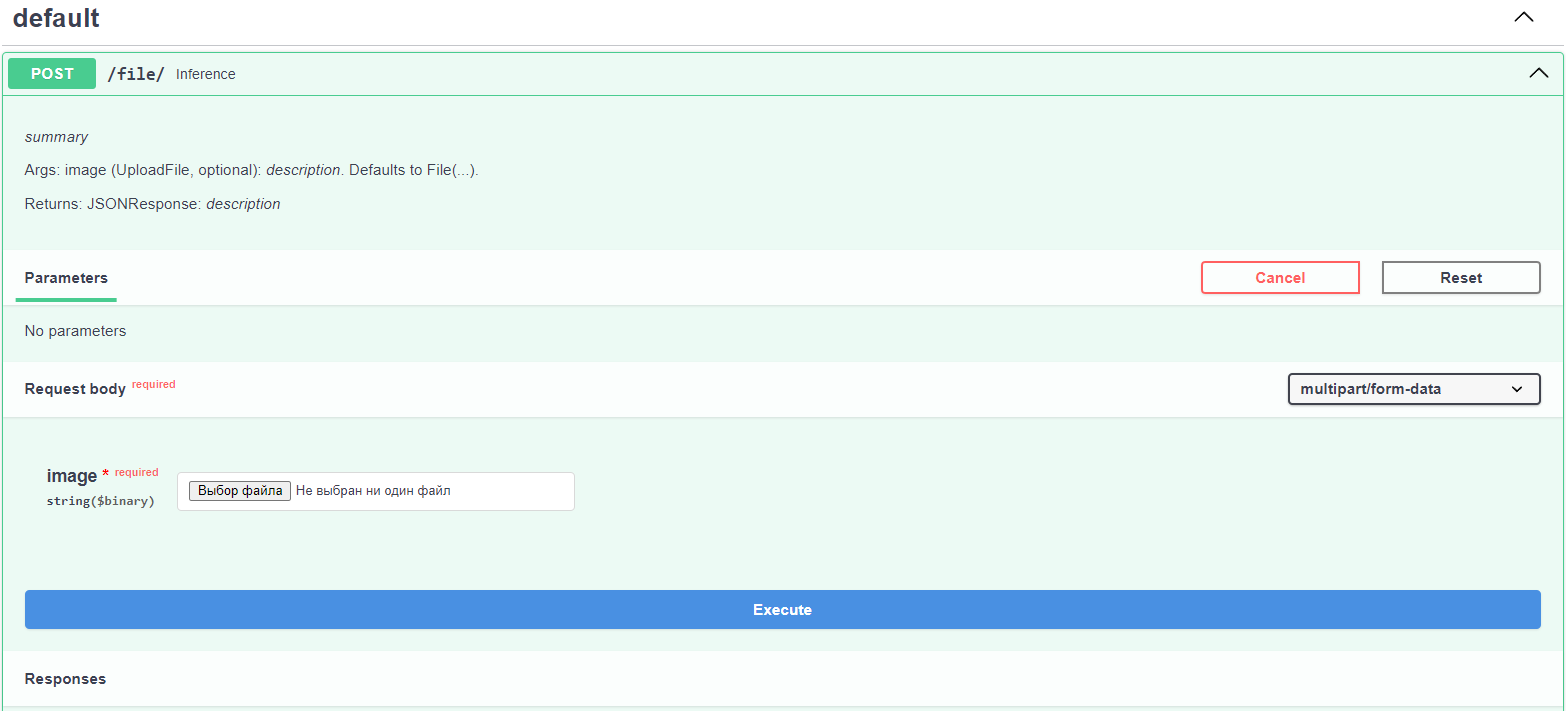 default
POST /file/ Inference
summary
Args: image (UploadFile, optional): description. Defaults to File(...).
Returns: JSONResponse: description
Parameters Cancel Reset
No parameters
Request body required multipart/form-data
image * required
string($binary) Выбор файла Не выбран ни один файл
Execute
Responses